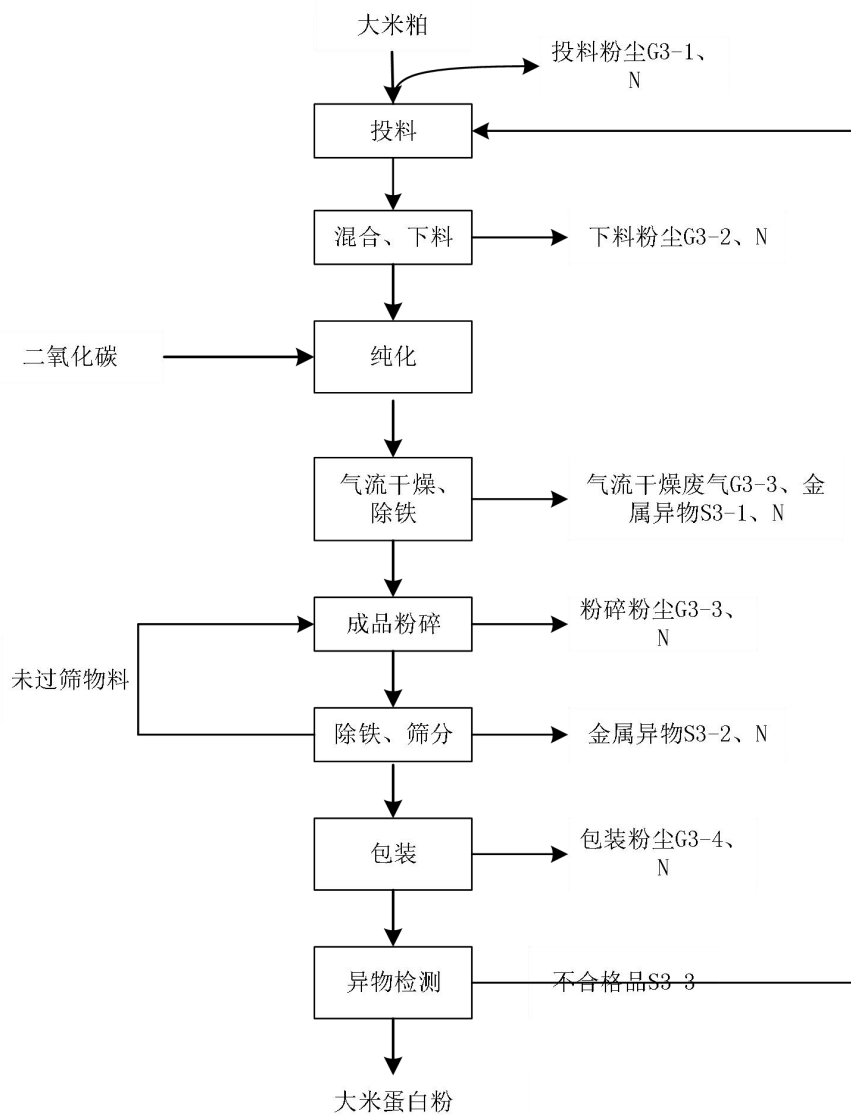 大米粕
投料粉尘G3-1、
N
投料
混合、下料
下料粉尘G3-2、N
二氧化碳
纯化
气流干燥、
除铁
气流干燥废气G3-3、金
属异物S3-1、N
成品粉碎
粉碎粉尘G3-3、
N
未过筛物料
除铁、筛分
金属异物S3-2、N
包装
包装粉尘G3-4、
N
异物检测
不合格品S3-3
大米蛋白粉